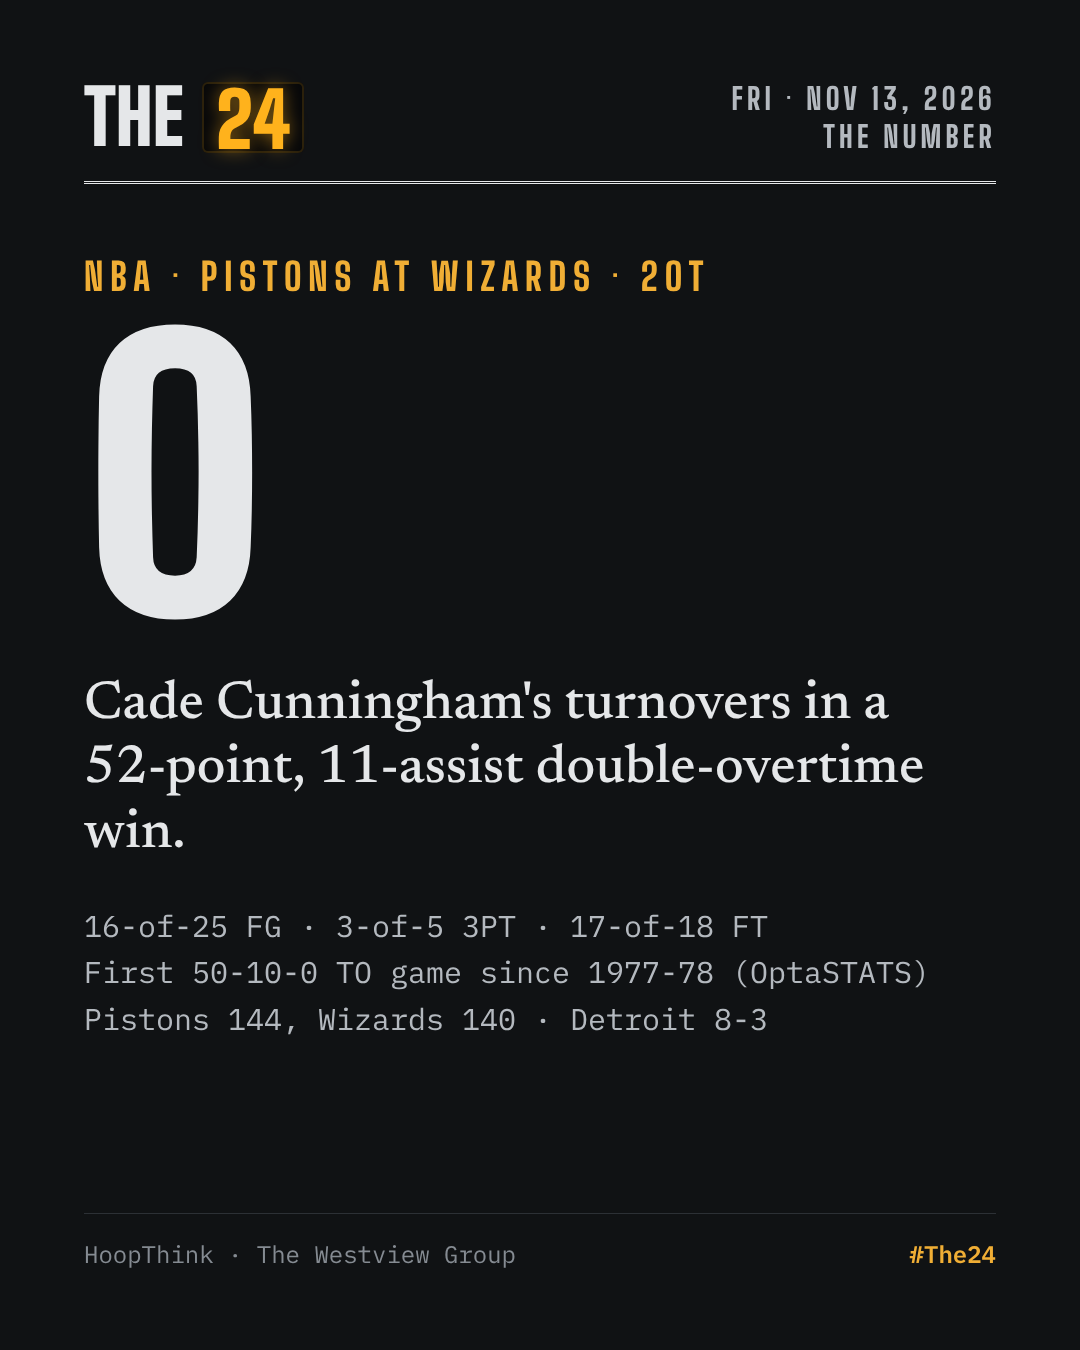 THE 24
FRI · NOV 13, 2026
THE NUMBER
NBA · PISTONS AT WIZARDS · 2OT
0
Cade Cunningham's turnovers in a
52-point, 11-assist double-overtime
win.
16-of-25 FG · 3-of-5 3PT · 17-of-18 FT
First 50-10-0 TO game since 1977-78 (OptaSTATS)
Pistons 144, Wizards 140 · Detroit 8-3
HoopThink · The Westview Group
#The24